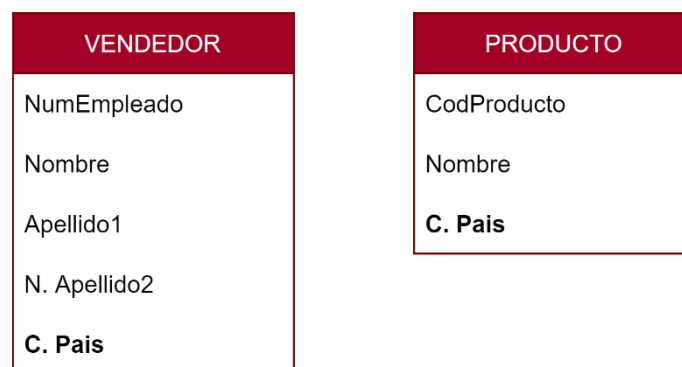 VENDEDOR
NumEmpleado
Nombre
Apellido1
N. Apellido2
C. Pais
PRODUCTO
CodProducto
Nombre
C. Pais